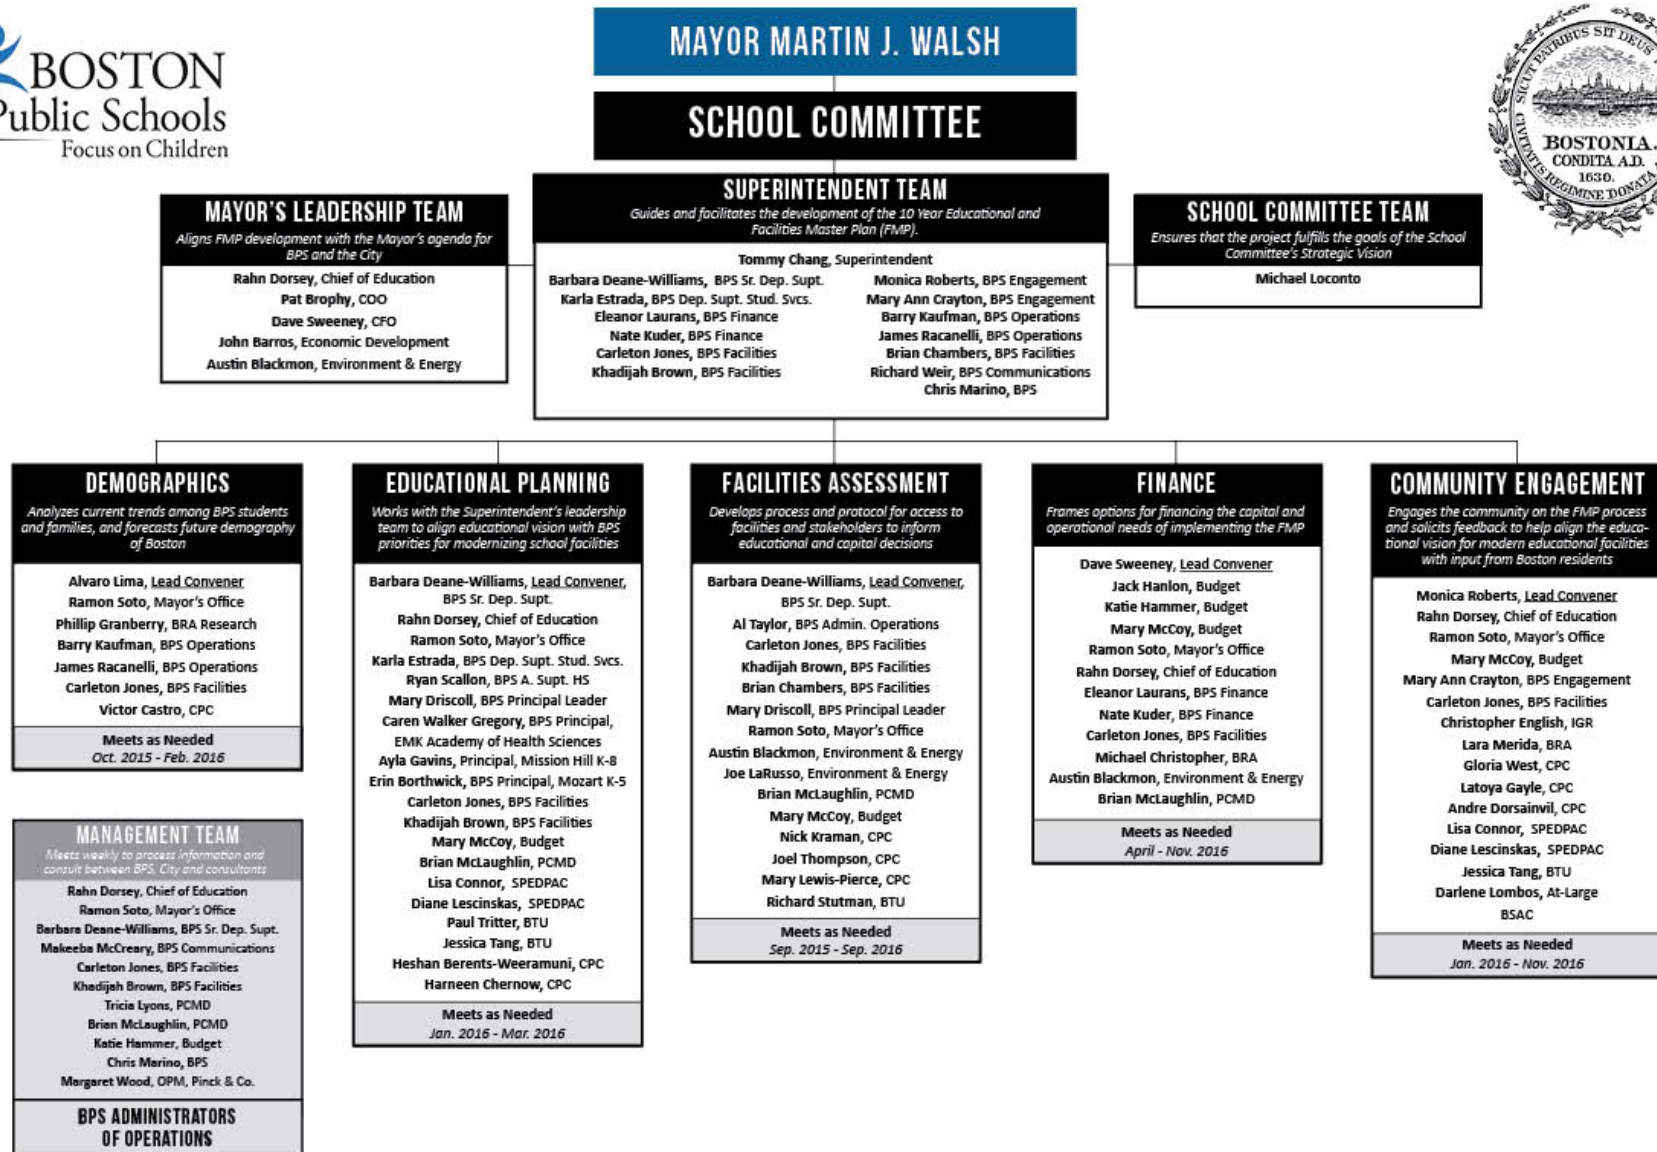 BOSTON
Public Schools
Focus on Children
MAYOR MARTIN J. WALSH
SCHOOL COMMITTEE
SICUT PATRIBUS SIT DEUS
CIVITATIS REGIMINE DONATA
BOSTONIA.
CONDITA A.D.
1630.
MAYOR'S LEADERSHIP TEAM
Aligns FMP development with the Mayor's agenda for
BPS and the City
Rahn Dorsey, Chief of Education
Pat Brophy, COO
Dave Sweeney, CFO
John Barros, Economic Development
Austin Blackmon, Environment & Energy
SUPERINTENDENT TEAM
Guides and facilitates the development of the 10 Year Educational and
Facilities Master Plan (FMP).
Tommy Chang, Superintendent
Barbara Deane-Williams, BPS Sr. Dep. Supt.
Karla Estrada, BPS Dep. Supt. Stud. Svcs.
Eleanor Laurans, BPS Finance
Nate Kuder, BPS Finance
Carleton Jones, BPS Facilities
Khadijah Brown, BPS Facilities
Monica Roberts, BPS Engagement
Mary Ann Crayton, BPS Engagement
Barry Kaufman, BPS Operations
James Racanelli, BPS Operations
Brian Chambers, BPS Facilities
Richard Weir, BPS Communications
Chris Marino, BPS
SCHOOL COMMITTEE TEAM
Ensures that the project fulfills the goals of the School
Committee's Strategic Vision
Michael Loconto
DEMOGRAPHICS
Analyzes current trends among BPS students
and families, and forecasts future demography
of Boston
Alvaro Lima, Lead Convener
Ramon Soto, Mayor's Office
Phillip Granberry, BRA Research
Barry Kaufman, BPS Operations
James Racanelli, BPS Operations
Carleton Jones, BPS Facilities
Victor Castro, CPC
Meets as Needed
Oct. 2015 - Feb. 2016
EDUCATIONAL PLANNING
Works with the Superintendent's leadership
team to align educational vision with BPS
priorities for modernizing school facilities
Barbara Deane-Williams, Lead Convener,
BPS Sr. Dep. Supt.
Rahn Dorsey, Chief of Education
Ramon Soto, Mayor's Office
Karla Estrada, BPS Dep. Supt. Stud. Svcs.
Ryan Scallon, BPS A. Supt. HS
Mary Driscoll, BPS Principal Leader
Caren Walker Gregory, BPS Principal,
EMK Academy of Health Sciences
Ayla Gavins, Principal, Mission Hill K-8
Erin Borthwick, BPS Principal, Mozart K-5
Carleton Jones, BPS Facilities
Khadijah Brown, BPS Facilities
Mary McCoy, Budget
Brian McLaughlin, PCMD
Lisa Connor, SPEDPAC
Diane Lescinskas, SPEDPAC
Paul Tritter, BTU
Jessica Tang, BTU
Heshan Berents-Weeramuni, CPC
Harneen Chernow, CPC
Meets as Needed
Jan. 2016 - Mar. 2016
FACILITIES ASSESSMENT
Develops process and protocol for access to
facilities and stakeholders to inform
educational and capital decisions
Barbara Deane-Williams, Lead Convener,
BPS Sr. Dep. Supt.
Al Taylor, BPS Admin. Operations
Carleton Jones, BPS Facilities
Khadijah Brown, BPS Facilities
Brian Chambers, BPS Facilities
Mary Driscoll, BPS Principal Leader
Ramon Soto, Mayor's Office
Austin Blackmon, Environment & Energy
Joe LaRusso, Environment & Energy
Brian McLaughlin, PCMD
Mary McCoy, Budget
Nick Kraman, CPC
Joel Thompson, CPC
Mary Lewis-Pierce, CPC
Richard Stutman, BTU
Meets as Needed
Sep. 2015 - Sep. 2016
FINANCE
Frames options for financing the capital and
operational needs of implementing the FMP
Dave Sweeney, Lead Convener
Jack Hanlon, Budget
Katie Hammer, Budget
Mary McCoy, Budget
Ramon Soto, Mayor's Office
Rahn Dorsey, Chief of Education
Eleanor Laurans, BPS Finance
Nate Kuder, BPS Finance
Carleton Jones, BPS Facilities
Michael Christopher, BRA
Austin Blackmon, Environment & Energy
Brian McLaughlin, PCMD
Meets as Needed
April - Nov. 2016
COMMUNITY ENGAGEMENT
Engages the community on the FMP process
and solicits feedback to help align the educa-
tional vision for modern educational facilities
with input from Boston residents
Monica Roberts, Lead Convener
Rahn Dorsey, Chief of Education
Ramon Soto, Mayor's Office
Mary McCoy, Budget
Mary Ann Crayton, BPS Engagement
Carleton Jones, BPS Facilities
Christopher English, IGR
Lara Merida, BRA
Gloria West, CPC
Latoya Gayle, CPC
Andre Dorsainvil, CPC
Lisa Connor, SPEDPAC
Diane Lescinskas, SPEDPAC
Jessica Tang, BTU
Darlene Lombos, At-Large
BSAC
Meets as Needed
Jan. 2016 - Nov. 2016
MANAGEMENT TEAM
Meets weekly to process information and
consult between BPS, City and consultants
Rahn Dorsey, Chief of Education
Ramon Soto, Mayor's Office
Barbara Deane-Williams, BPS Sr. Dep. Supt.
Makeeba McCreary, BPS Communications
Carleton Jones, BPS Facilities
Khadijah Brown, BPS Facilities
Tricia Lyons, PCMD
Brian McLaughlin, PCMD
Katie Hammer, Budget
Chris Marino, BPS
Margaret Wood, OPM, Pinck & Co.
BPS ADMINISTRATORS
OF OPERATIONS